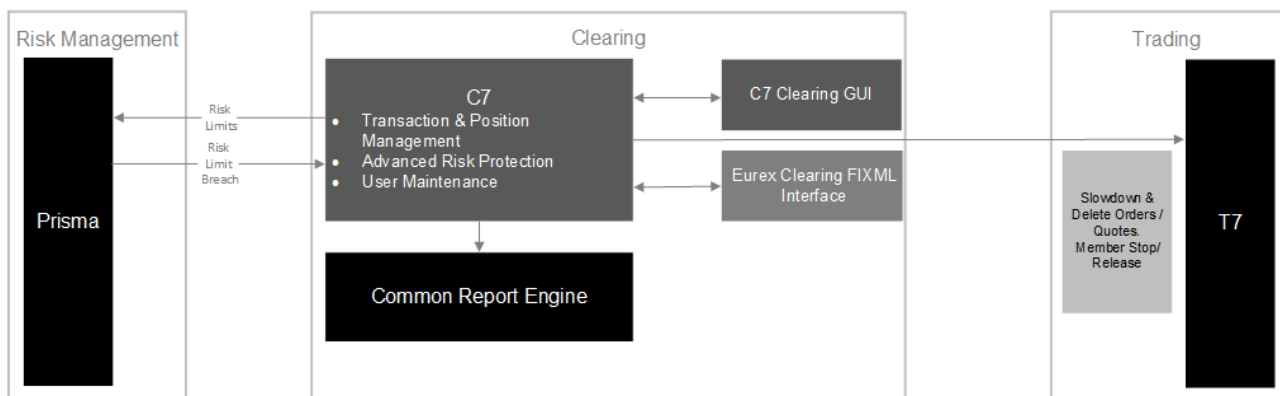 Risk Management
Clearing
Trading
Prisma
Risk
Limits
Risk
Limit
Breach
C7
• Transaction & Position
Management
• Advanced Risk Protection
• User Maintenance
C7 Clearing GUI
Eurex Clearing FIXML
Interface
Common Report Engine
Slowdown &
Delete Orders /
Quotes.
Member Stop/
Release
T7